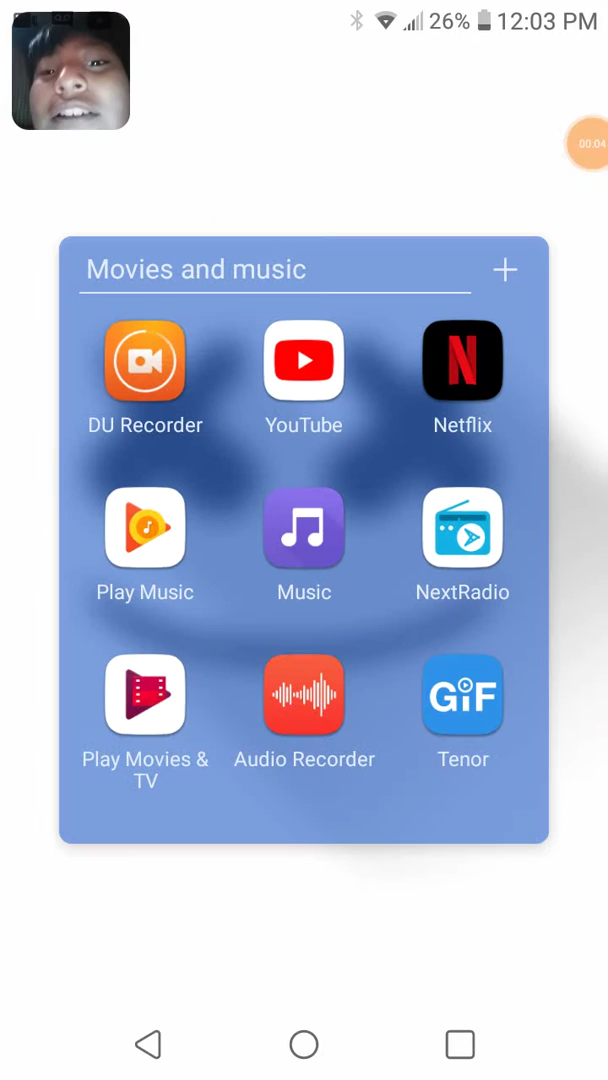 26% 12:03 PM
00:04
Movies and music
DU Recorder YouTube Netflix
N
Play Music Music NextRadio
GiF
Play Movies & TV Audio Recorder Tenor